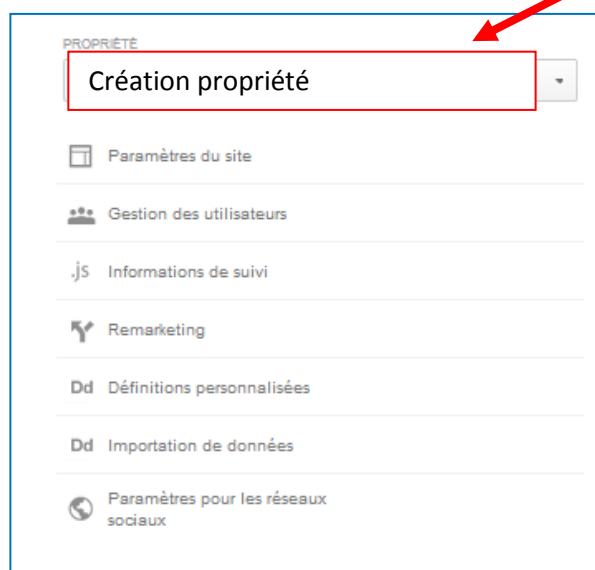 PROPRIÉTÉ
Création propriété
Paramètres du site
Gestion des utilisateurs
.js Informations de suivi
Remarketing
Dd Définitions personnalisées
Dd Importation de données
Paramètres pour les réseaux
sociaux